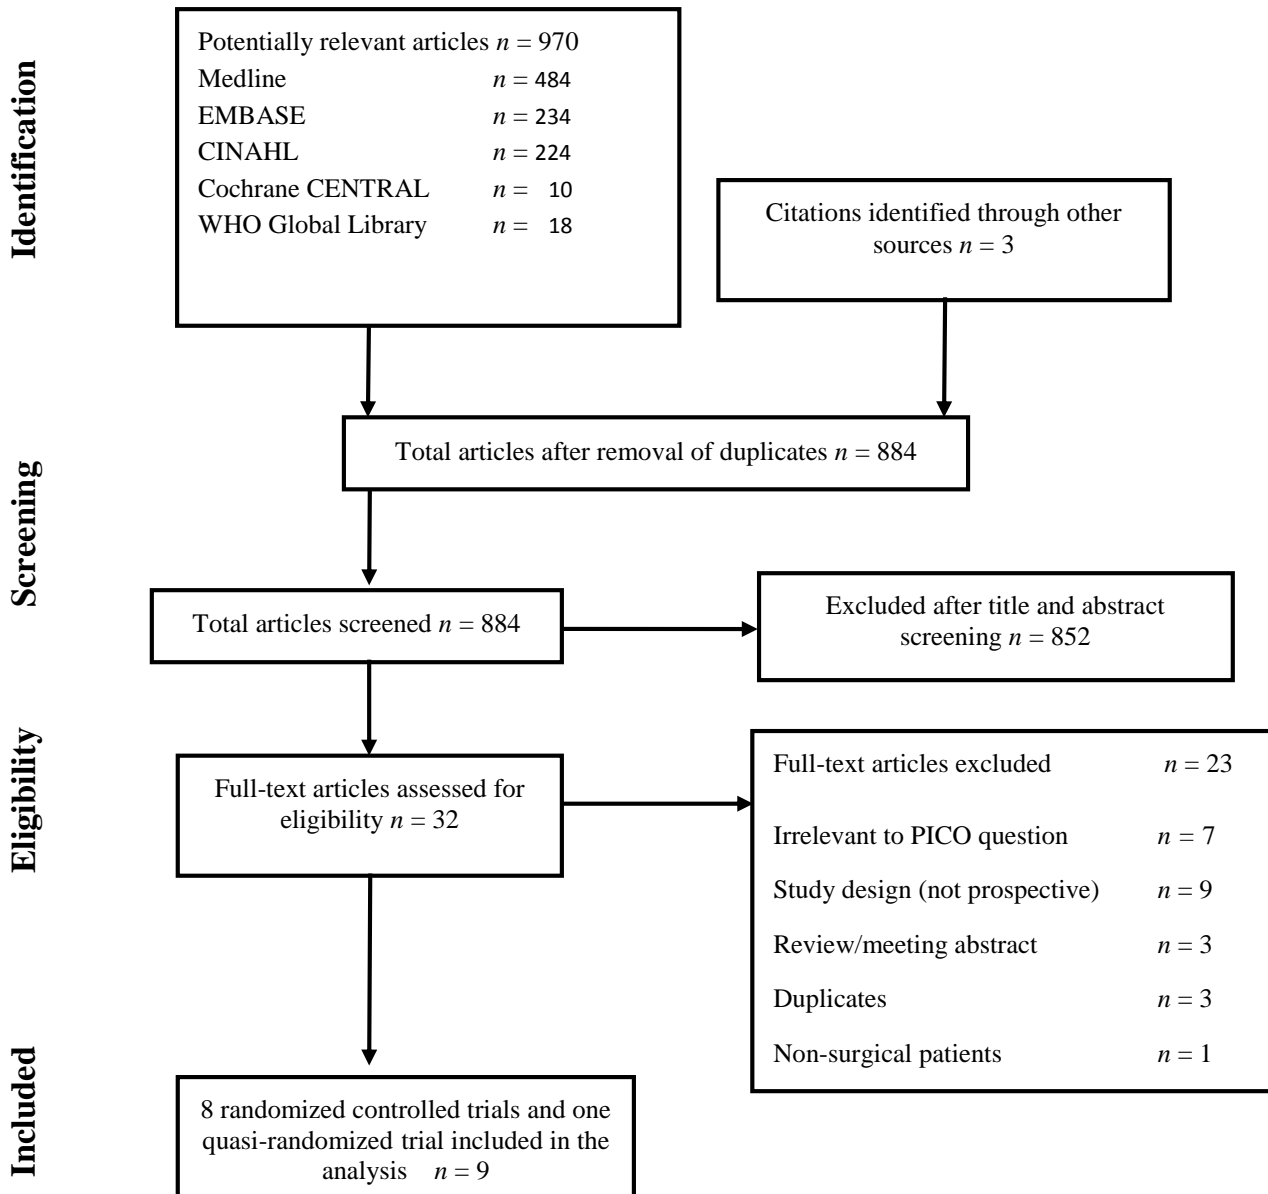 Identification
Potentially relevant articles n = 970
Medline n = 484
EMBASE n = 234
CINAHL n = 224
Cochrane CENTRAL n = 10
WHO Global Library n = 18
Citations identified through other
sources n = 3
Screening
Total articles after removal of duplicates n = 884
Total articles screened n = 884
Excluded after title and abstract
screening n = 852
Eligibility
Full-text articles assessed for
eligibility n = 32
Full-text articles excluded n = 23
Irrelevant to PICO question n = 7
Study design (not prospective) n = 9
Review/meeting abstract n = 3
Duplicates n = 3
Non-surgical patients n = 1
Included
8 randomized controlled trials and one
quasi-randomized trial included in the
analysis n = 9